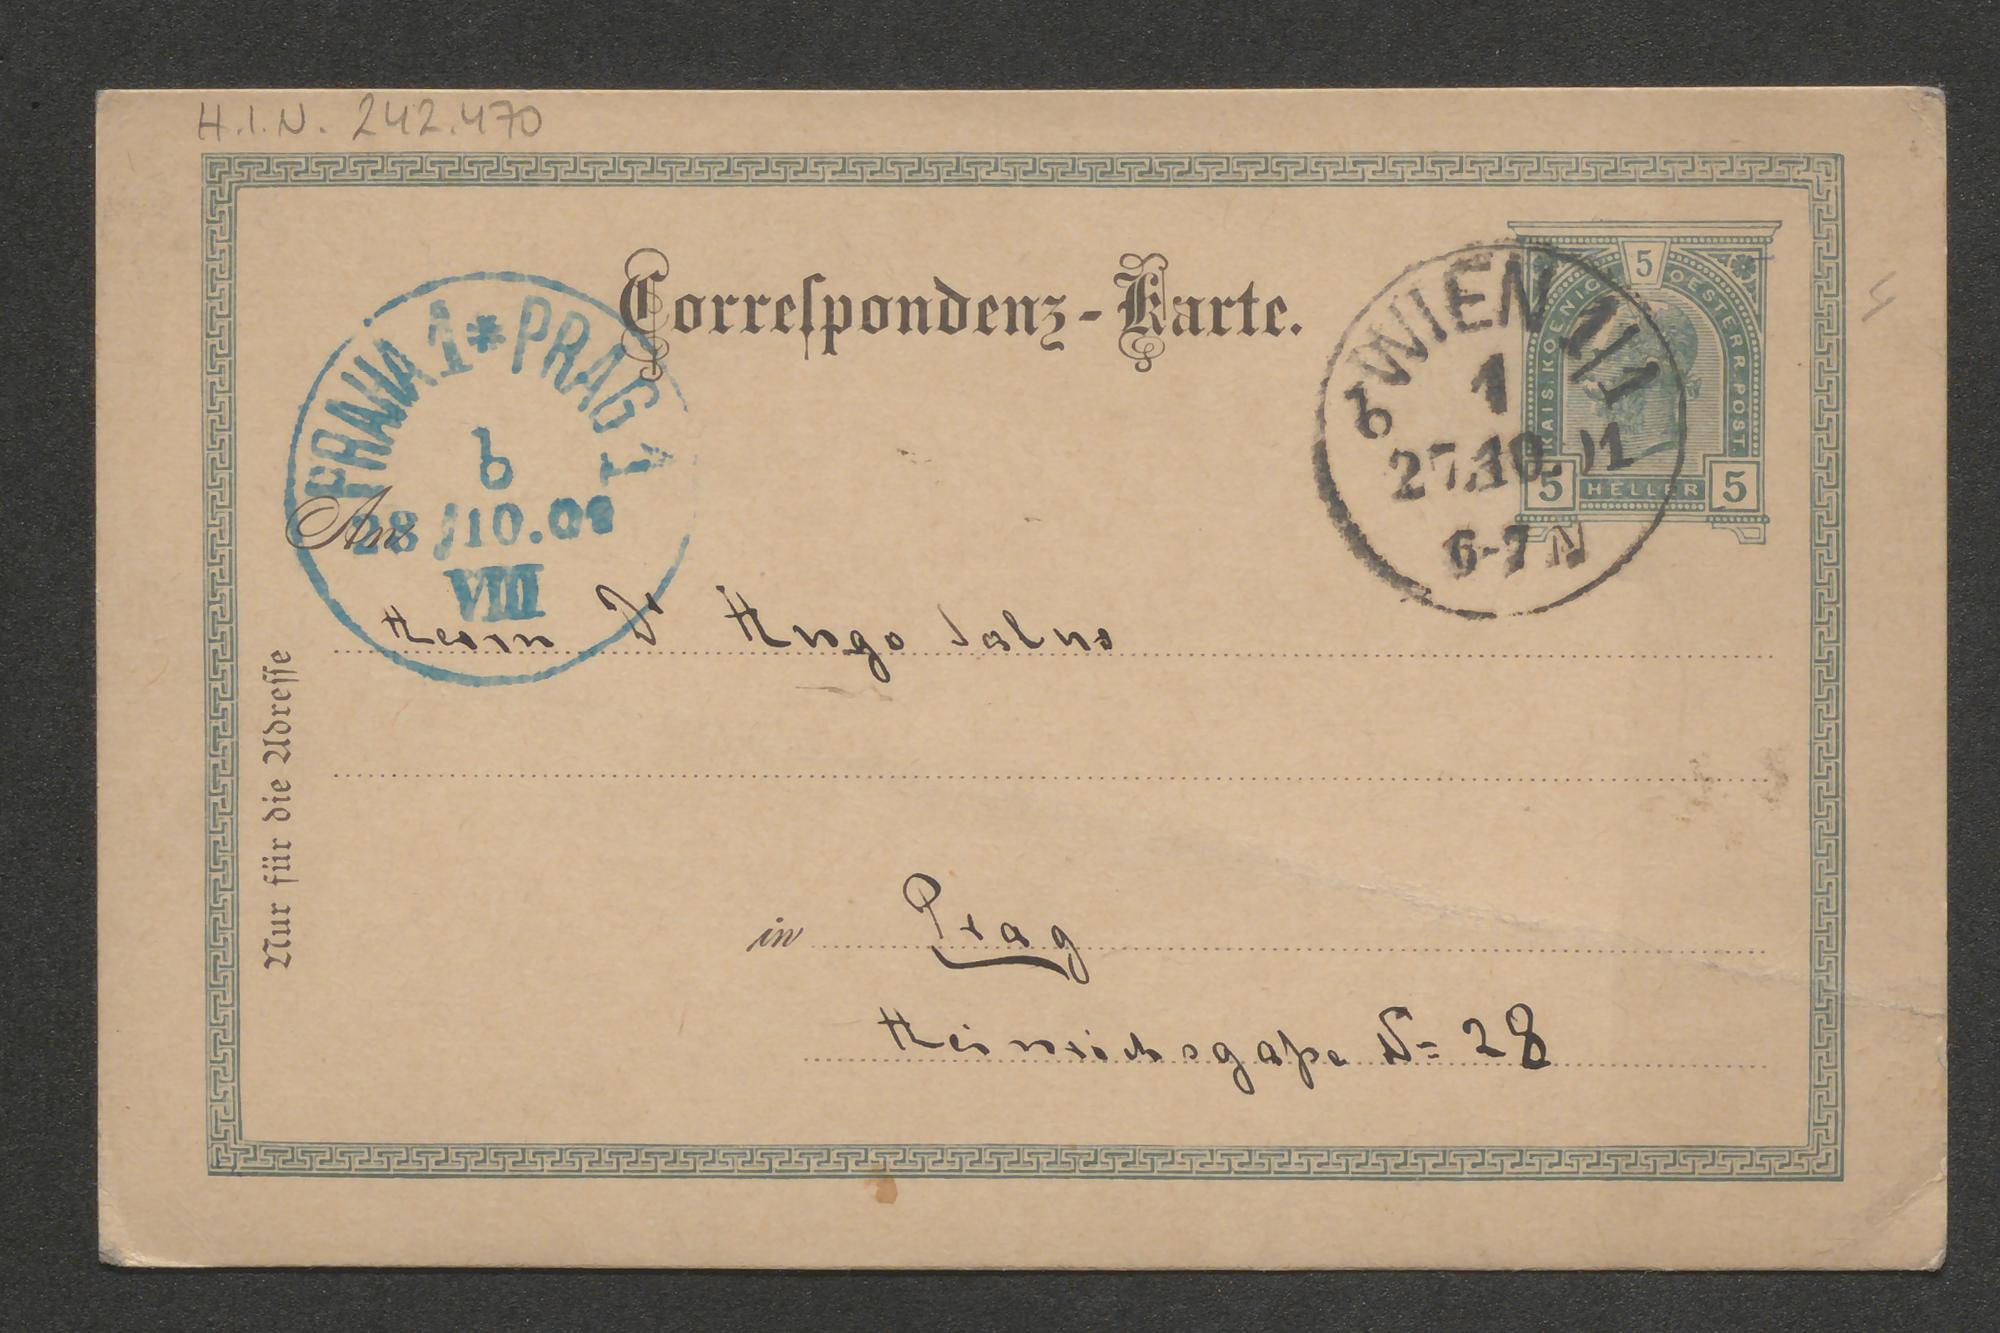 H.I.N. 242.470
Correſpondenz-Karte.
5
KAIS. KOENIGL. OESTERR. POST.
5 HELLER 5
WIEN 1/1
1
27.10.01
6-7 N
PRAHA 1 * PRAG 1
b
28/10.01
VIII
An
Herrn Dr Hugo Salus
in Prag
Heinrichsgaße No 28
Nur für die Adreſſe